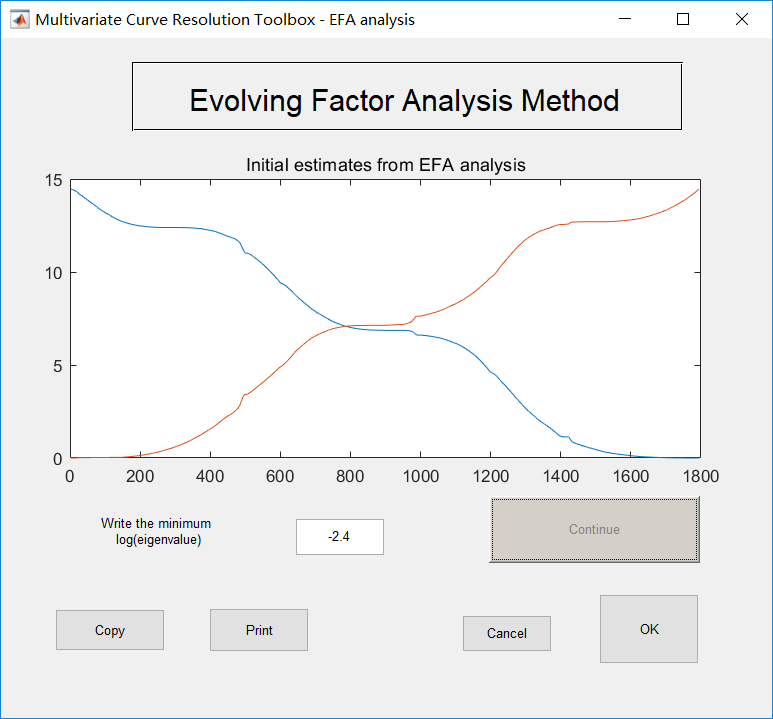 Multivariate Curve Resolution Toolbox - EFA analysis
Evolving Factor Analysis Method
Initial estimates from EFA analysis
15
10
5
0
0 200 400 600 800 1000 1200 1400 1600 1800
Write the minimum
log(eigenvalue)
-2.4
Continue
Copy
Print
Cancel
OK